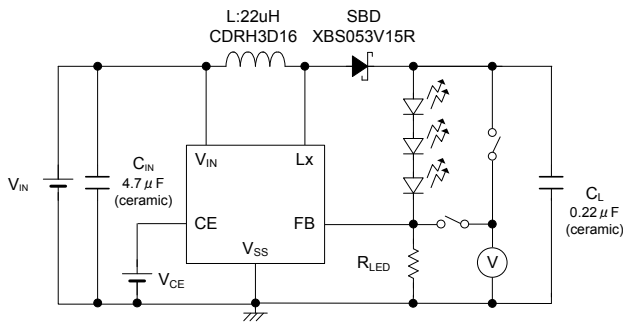 L:22uH
CDRH3D16
SBD
XBS053V15R
VIN
CIN
4.7μF
(ceramic)
VIN
Lx
CE
FB
VSS
VCE
RLED
V
CL
0.22μF
(ceramic)